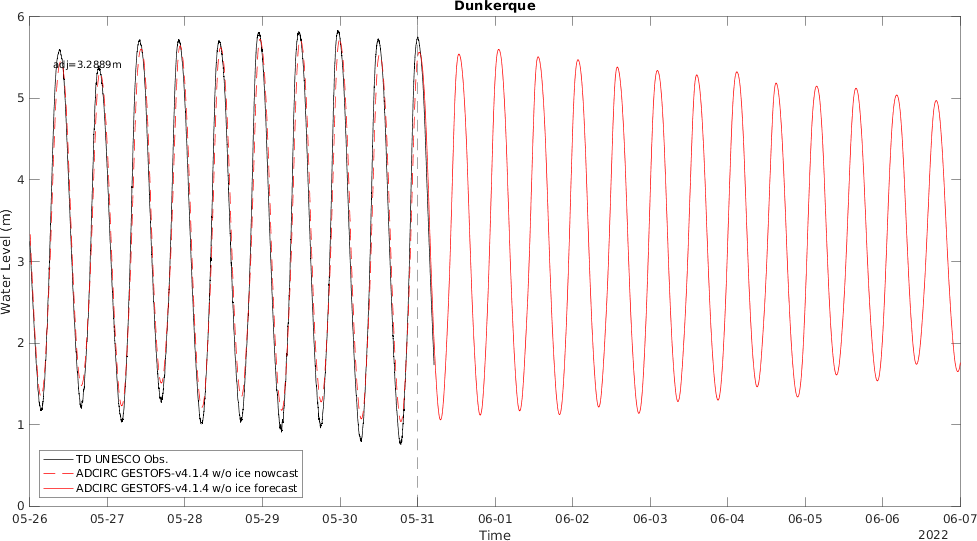 Dunkerque
6
adj=3.2889m
5
4
3
2
1
0
Water Level (m)
TD UNESCO Obs.
ADCIRC GESTOFS-v4.1.4 w/o ice nowcast
ADCIRC GESTOFS-v4.1.4 w/o ice forecast
05-26 05-27 05-28 05-29 05-30 05-31 06-01 06-02 06-03 06-04 06-05 06-06 06-07
Time
2022